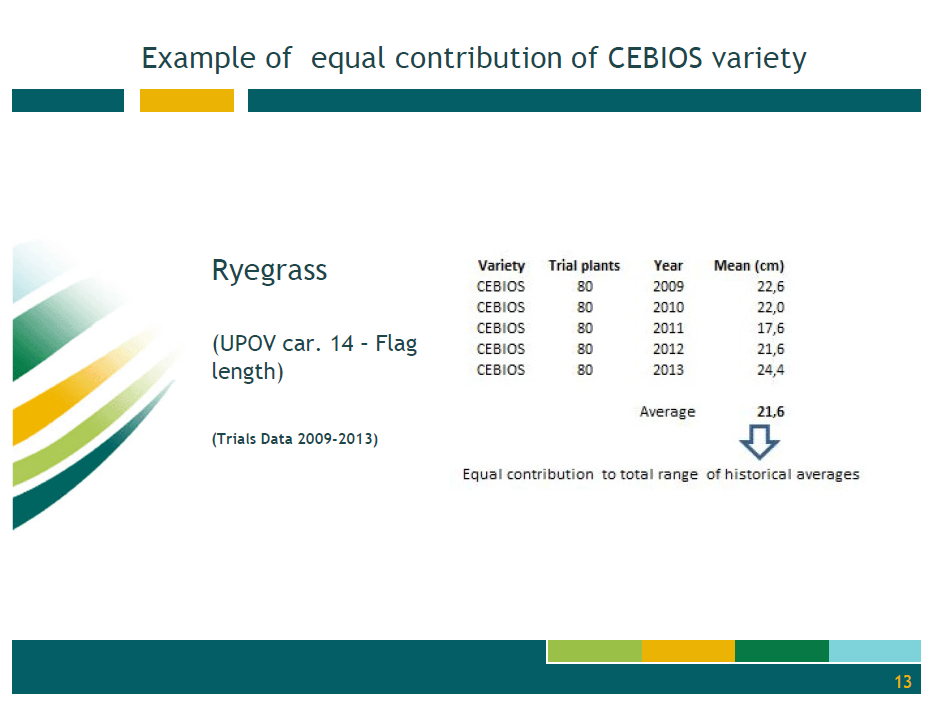 Example of  equal contribution of CEBIOS variety
Ryegrass
(UPOV car. 14 – Flag
length)
(Trials Data 2009-2013)
Variety Trial plants Year Mean (cm)
CEBIOS 80 2009 22,6
CEBIOS 80 2010 22,0
CEBIOS 80 2011 17,6
CEBIOS 80 2012 21,6
CEBIOS 80 2013 24,4
Average 21,6
Equal contribution  to total range  of historical averages
13